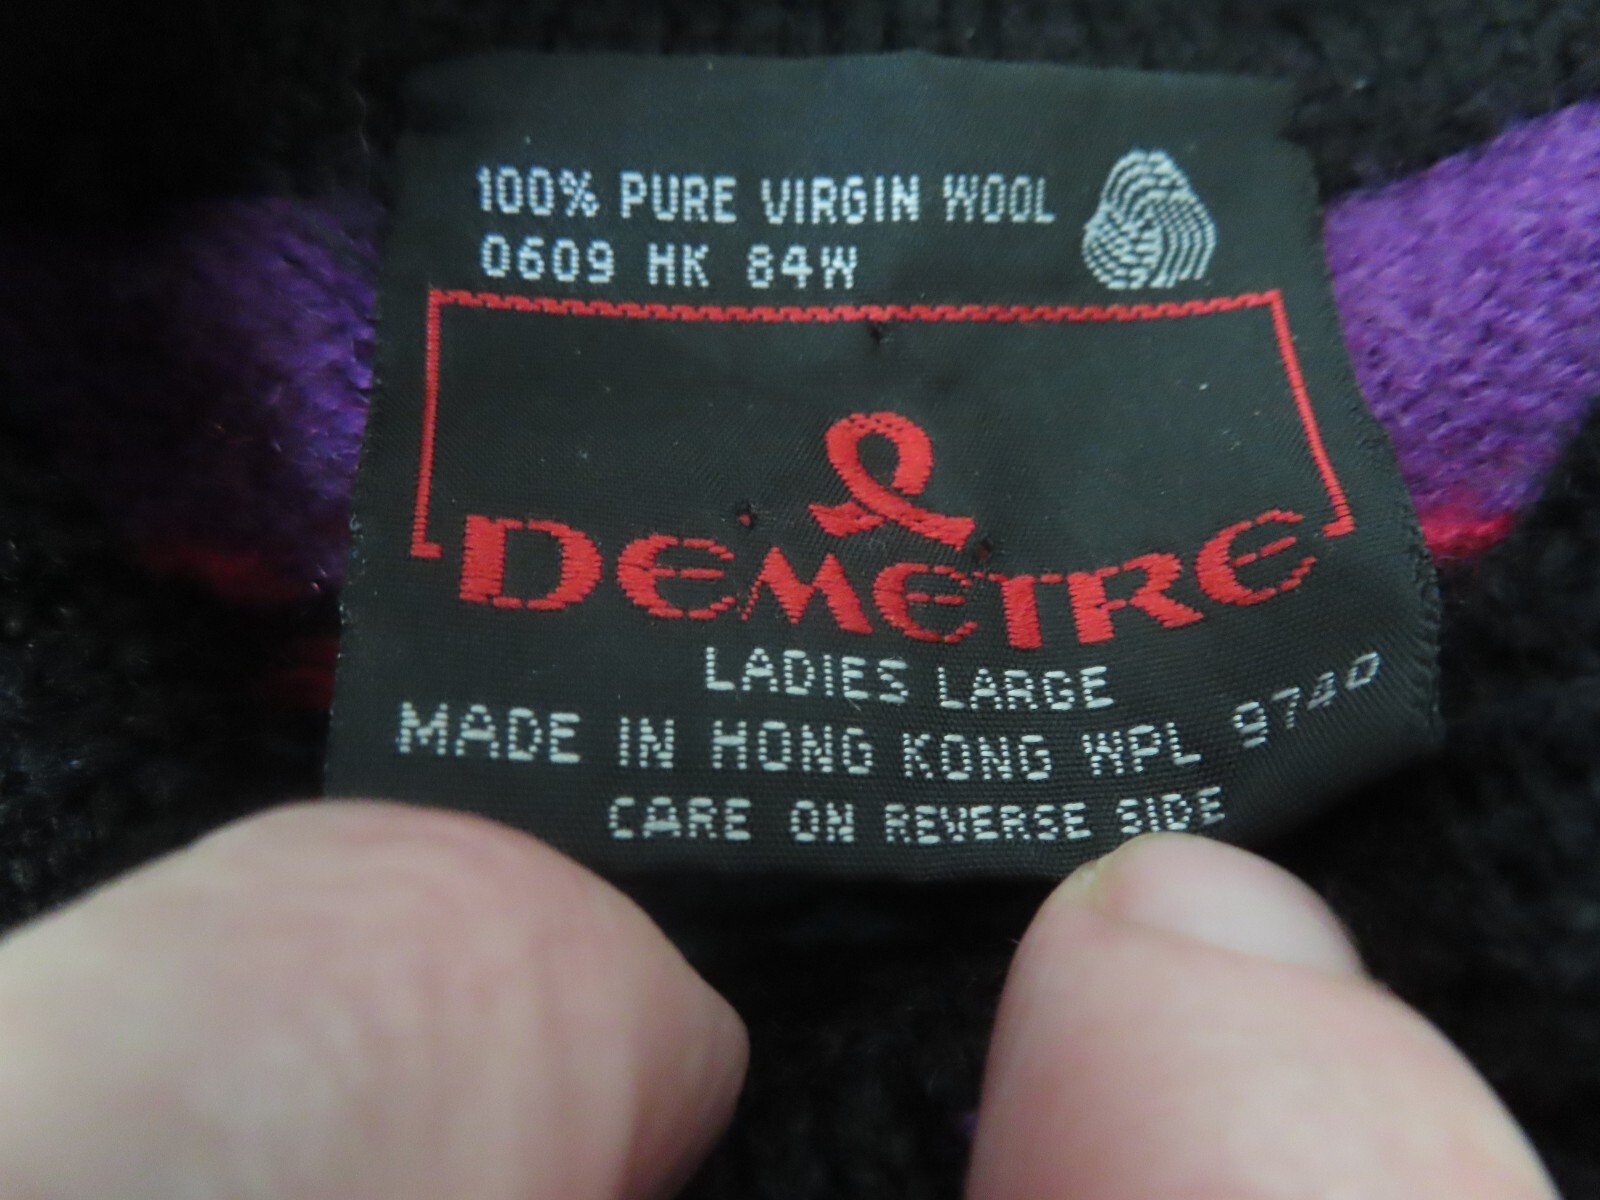 100% PURE VIRGIN WOOL
0609 HK 84W
DEMETRE
LADIES LARGE
MADE IN HONG KONG WPL 9740
CARE ON REVERSE SIDE